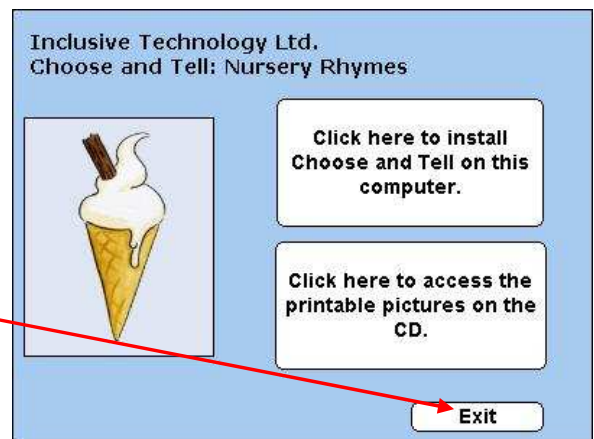 Inclusive Technology Ltd.
Choose and Tell: Nursery Rhymes
Click here to install
Choose and Tell on this
computer.
Click here to access the
printable pictures on the
CD.
Exit